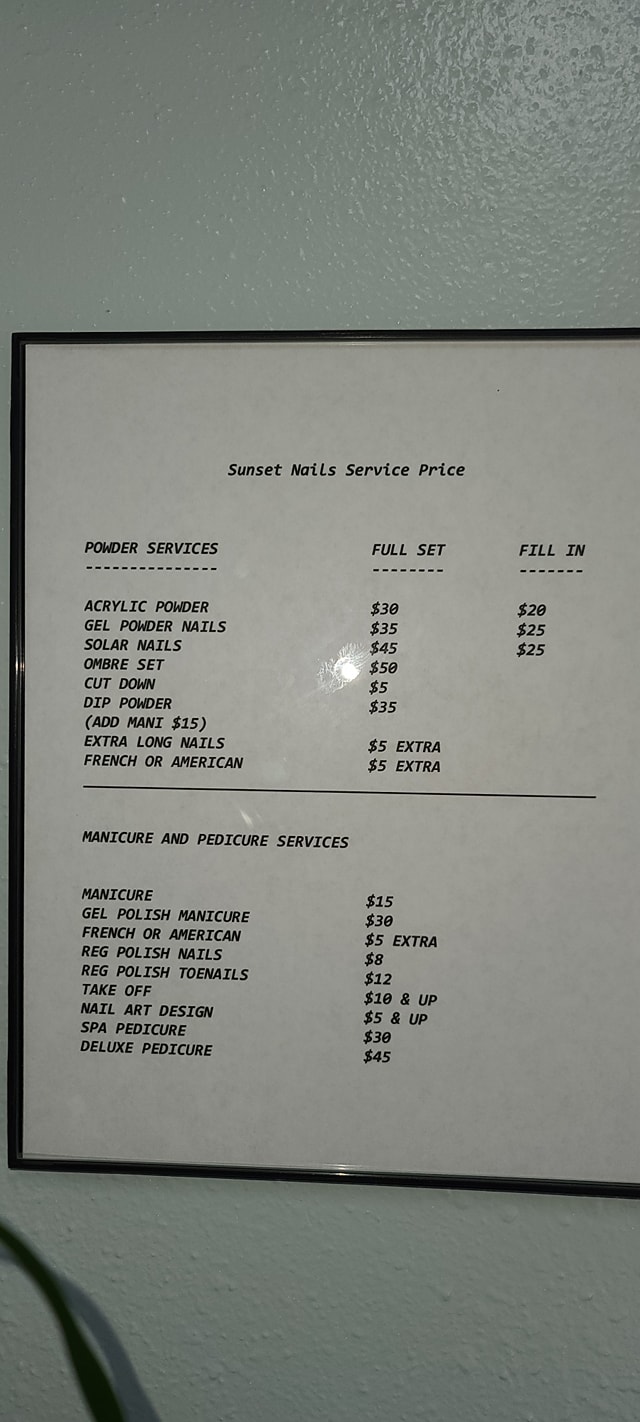 Sunset Nails Service Price
POWDER SERVICES FULL SET FILL IN
--------------- -------- -------
ACRYLIC POWDER $30 $20
GEL POWDER NAILS $35 $25
SOLAR NAILS $45 $25
OMBRE SET $50
CUT DOWN $5
DIP POWDER $35
(ADD MANI $15)
EXTRA LONG NAILS $5 EXTRA
FRENCH OR AMERICAN $5 EXTRA
MANICURE AND PEDICURE SERVICES
MANICURE $15
GEL POLISH MANICURE $30
FRENCH OR AMERICAN $5 EXTRA
REG POLISH NAILS $8
REG POLISH TOENAILS $12
TAKE OFF $10 & UP
NAIL ART DESIGN $5 & UP
SPA PEDICURE $30
DELUXE PEDICURE $45